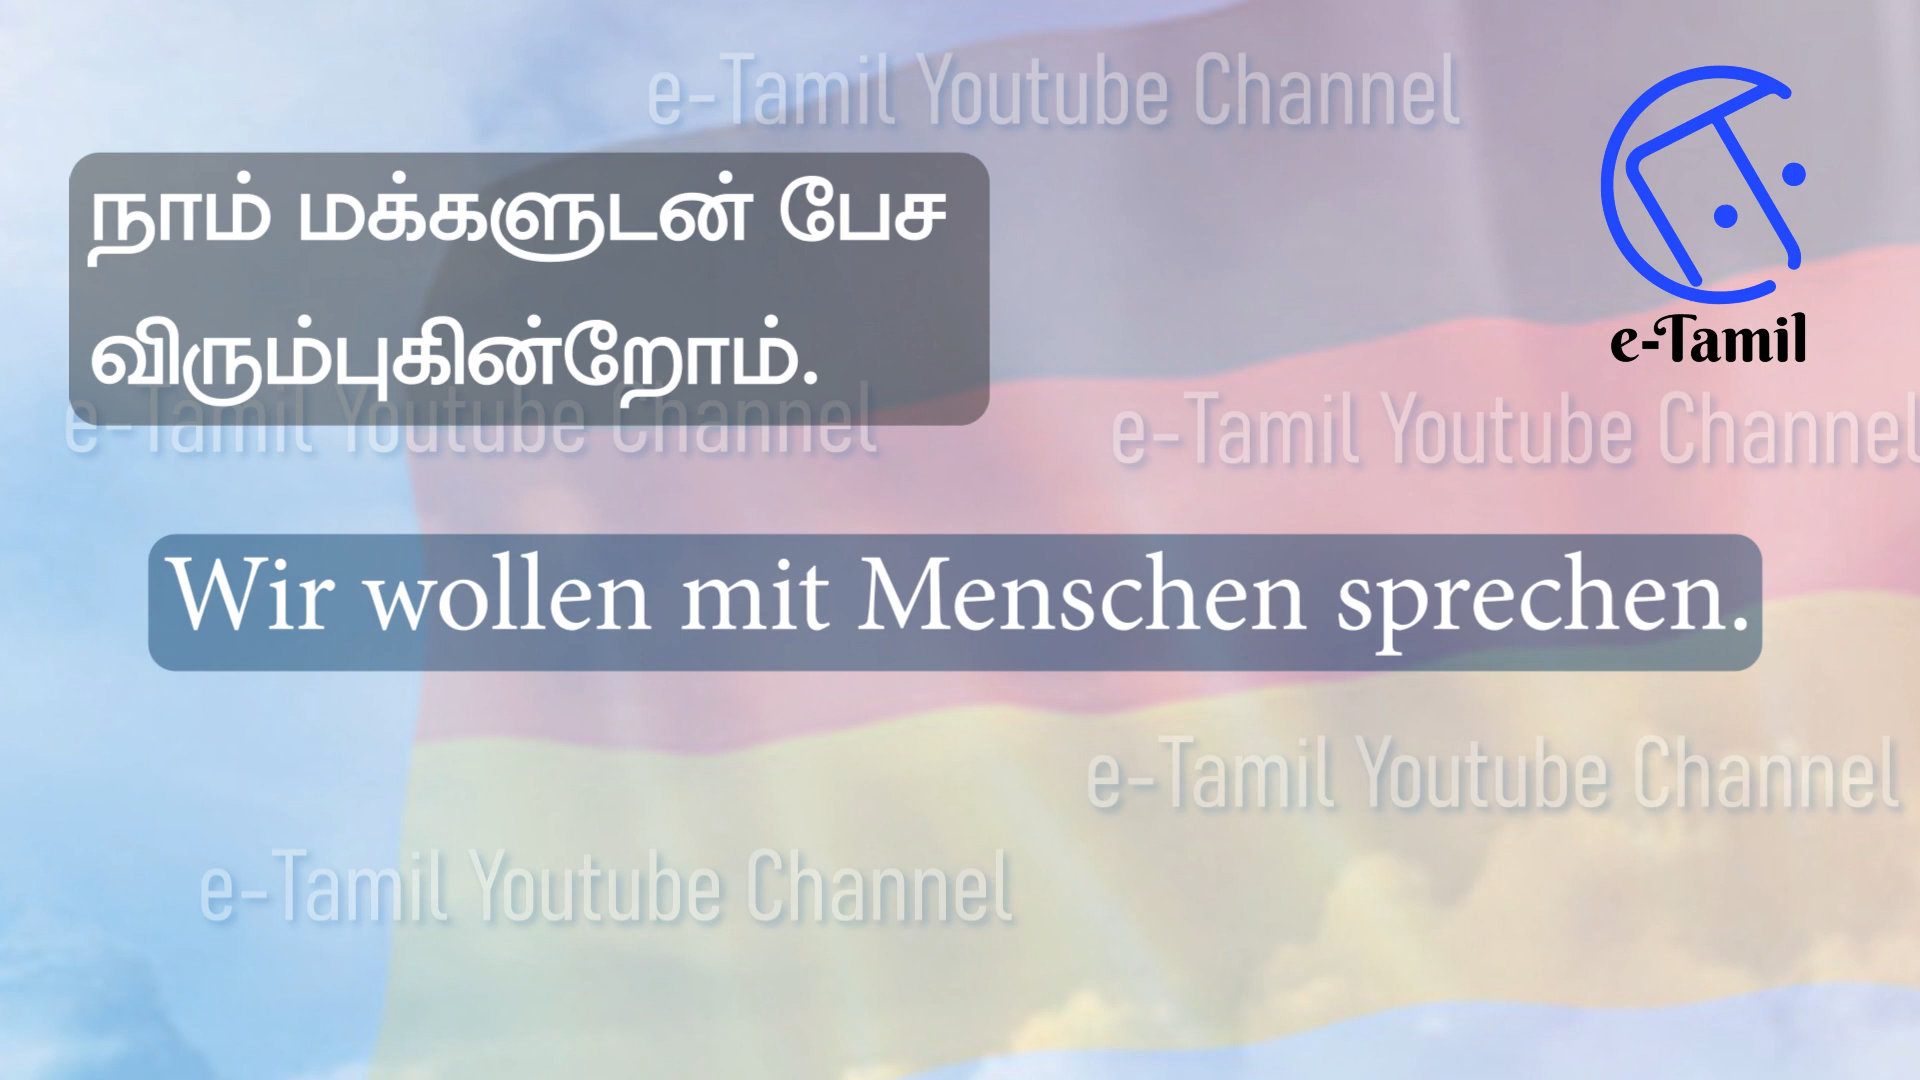 e-Tamil Youtube Channel
நாம் மக்களுடன் பேச
விரும்புகின்றோம்.
e-Tamil
e-Tamil Youtube Channel
e-Tamil Youtube Channel
Wir wollen mit Menschen sprechen.
e-Tamil Youtube Channel
e-Tamil Youtube Channel